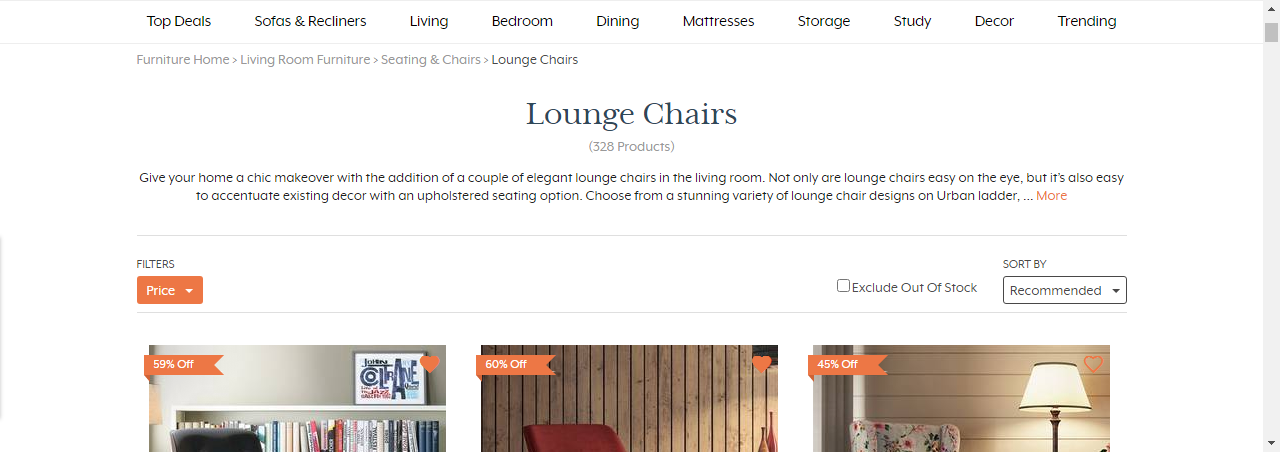 Top Deals Sofas & Recliners Living Bedroom Dining Mattresses Storage Study Decor Trending
Furniture Home > Living Room Furniture > Seating & Chairs > Lounge Chairs
Lounge Chairs
(328 Products)
Give your home a chic makeover with the addition of a couple of elegant lounge chairs in the living room. Not only are lounge chairs easy on the eye, but it's also easy
to accentuate existing decor with an upholstered seating option. Choose from a stunning variety of lounge chair designs on Urban ladder, ... More
FILTERS
SORT BY
Price
Exclude Out Of Stock
Recommended
59% Off
60% Off
45% Off
JOHN
COLTRANE